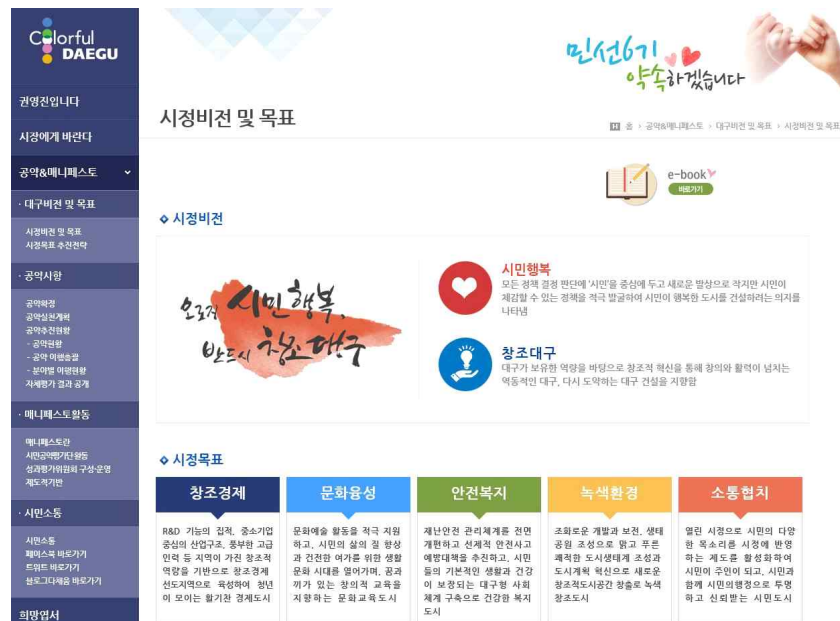 Colorful
DAEGU
권영진입니다
시장에게 바란다
공약&매니페스토
· 대구비전 및 목표
시정비전 및 목표
시정목표 추진전략
· 공약사항
공약확정
공약실천계획
공약추진현황
- 공약현황
- 공약 이행총괄
- 분야별 이행현황
자체평가 결과 공개
· 매니페스토활동
매니페스토란
시민공약평가단활동
성과평가위원회 구성·운영
제도적기반
· 시민소통
시민소통
페이스북 바로가기
트위트 바로가기
블로그다채움 바로가기
희망엽서
민선6기
약속하겠습니다
시정비전 및 목표
H 홈 › 공약&매니페스토 › 대구비전 및 목표 › 시정비전 및 목표
e-book
바로가기
시정비전
오로지 시민행복,
반드시 창조대구
시민행복
모든 정책 결정 판단에 '시민'을 중심에 두고 새로운 발상으로 작지만 시민이
체감할 수 있는 정책을 적극 발굴하여 시민이 행복한 도시를 건설하려는 의지를
나타냄
창조대구
대구가 보유한 역량을 바탕으로 창조적 혁신을 통해 창의와 활력이 넘치는
역동적인 대구, 다시 도약하는 대구 건설을 지향함
시정목표
창조경제
R&D 기능의 집적, 중소기업
중심의 산업구조, 풍부한 고급
인력 등 지역이 가진 창조적
역량을 기반으로 창조경제
선도지역으로 육성하여 청년
이 모이는 활기찬 경제도시
문화융성
문화예술 활동을 적극 지원
하고, 시민의 삶의 질 향상
과 건전한 여가를 위한 생활
문화 시대를 열어가며, 꿈과
끼가 있는 창의적 교육을
지향하는 문화교육도시
안전복지
재난안전 관리체계를 전면
개편하고 선제적 안전사고
예방대책을 추진하고, 시민
들의 기본적인 생활과 건강
이 보장되는 대구형 사회
체계 구축으로 건강한 복지
도시
녹색환경
조화로운 개발과 보전, 생태
공원 조성으로 맑고 푸른
쾌적한 도시생태계 조성과
도시계획 혁신으로 새로운
창조적도시공간 창출로 녹색
창조도시
소통협치
열린 시정으로 시민의 다양
한 목소리를 시정에 반영
하는 제도를 활성화하여
시민이 주인이 되고, 시민과
함께 시민의행정으로 투명
하고 신뢰받는 시민도시